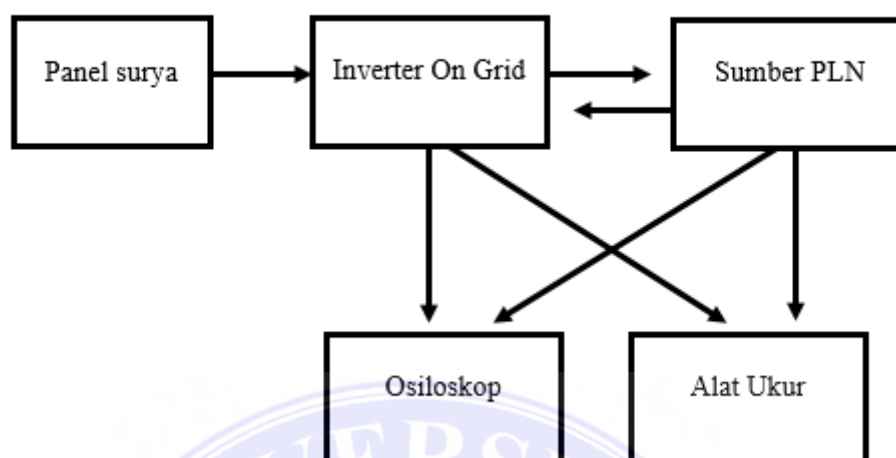 Panel surya
Inverter On Grid
Sumber PLN
Osiloskop
Alat Ukur